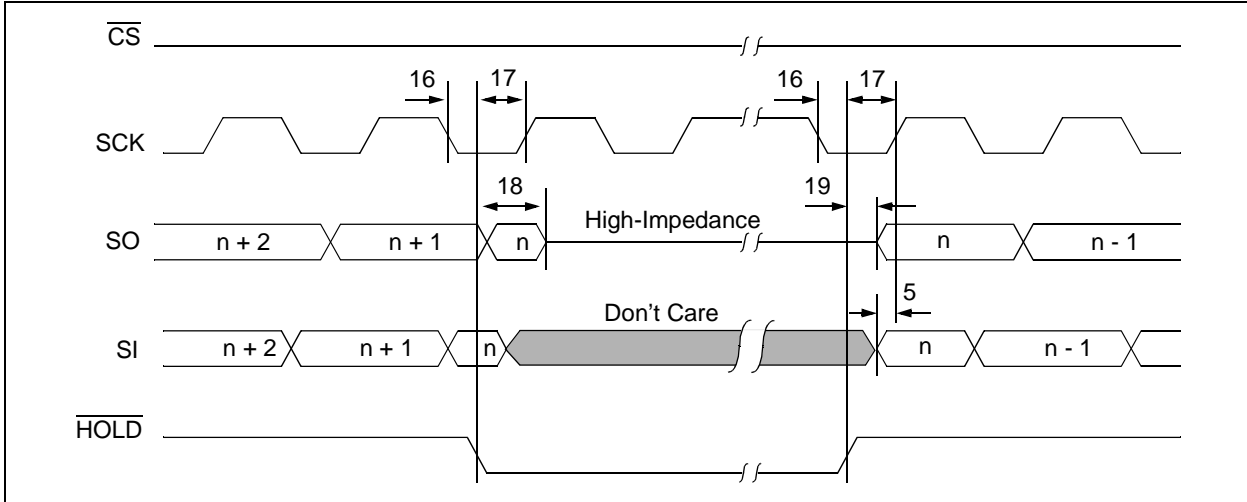 CS
16 17 16 17
SCK
18 19
High-Impedance
SO n + 2 n + 1 n n n - 1
5
Don't Care
SI n + 2 n + 1 n n n - 1
HOLD